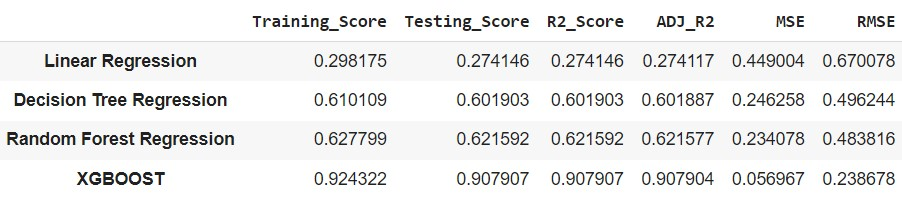 Training_Score Testing_Score R2_Score ADJ_R2 MSE RMSE
Linear Regression 0.298175 0.274146 0.274146 0.274117 0.449004 0.670078
Decision Tree Regression 0.610109 0.601903 0.601903 0.601887 0.246258 0.496244
Random Forest Regression 0.627799 0.621592 0.621592 0.621577 0.234078 0.483816
XGBOOST 0.924322 0.907907 0.907907 0.907904 0.056967 0.238678